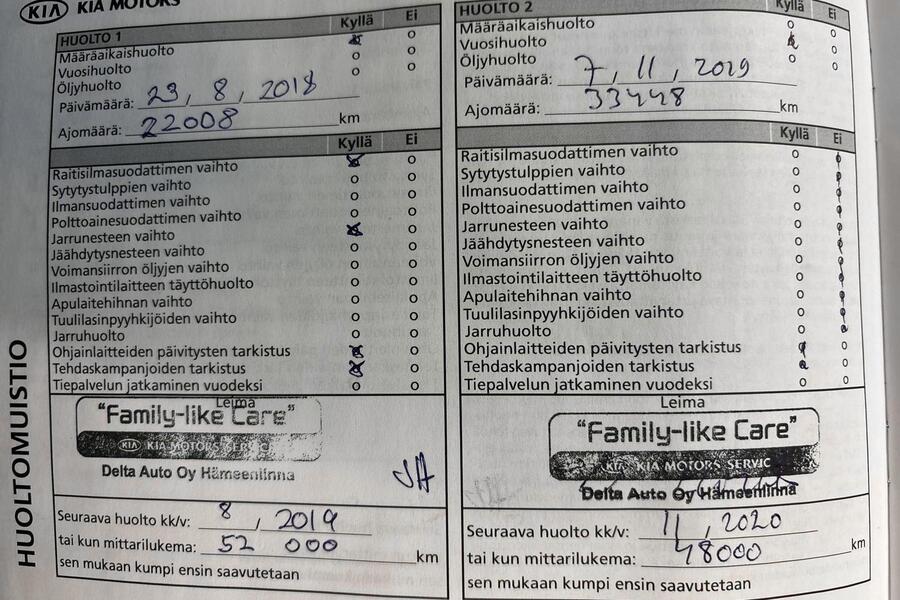 KIA KIA MOTORS
HUOLTOMUISTIO
HUOLTO 1 Kyllä Ei
Määräaikaishuolto o
Vuosihuolto o o
Öljyhuolto o o
Päivämäärä: 23, 8, 2018
Ajomäärä: 22008 km
Kyllä Ei
Raitisilmasuodattimen vaihto o
Sytytystulppien vaihto o o
Ilmansuodattimen vaihto o o
Polttoainesuodattimen vaihto o o
Jarrunesteen vaihto o
Jäähdytysnesteen vaihto o o
Voimansiirron öljyjen vaihto o o
Ilmastointilaitteen täyttöhuolto o o
Apulaitehihnan vaihto o o
Tuulilasinpyyhkijöiden vaihto o o
Jarruhuolto o o
Ohjainlaitteiden päivitysten tarkistus o
Tehdaskampanjoiden tarkistus o
Tiepalvelun jatkaminen vuodeksi o o
Leima
"Family-like Care"
KIA KIA MOTORS SERVIC
Delta Auto Oy Hämeenlinna
JH
Seuraava huolto kk/v: 8, 2019
tai kun mittarilukema: 52 000 km
sen mukaan kumpi ensin saavutetaan
HUOLTO 2 Kyllä Ei
Määräaikaishuolto o o
Vuosihuolto o
Öljyhuolto o o
Päivämäärä: 7, 11, 2019
Ajomäärä: 33448 km
Kyllä Ei
Raitisilmasuodattimen vaihto o
Sytytystulppien vaihto o
Ilmansuodattimen vaihto o
Polttoainesuodattimen vaihto o
Jarrunesteen vaihto o
Jäähdytysnesteen vaihto o
Voimansiirron öljyjen vaihto o
Ilmastointilaitteen täyttöhuolto o
Apulaitehihnan vaihto o
Tuulilasinpyyhkijöiden vaihto o
Jarruhuolto o
Ohjainlaitteiden päivitysten tarkistus o
Tehdaskampanjoiden tarkistus o
Tiepalvelun jatkaminen vuodeksi o o
Leima
"Family-like Care"
KIA KIA MOTORS SERVIC
Delta Auto Oy Hämeenlinna
Seuraava huolto kk/v: 11, 2020
tai kun mittarilukema: 48000 km
sen mukaan kumpi ensin saavutetaan